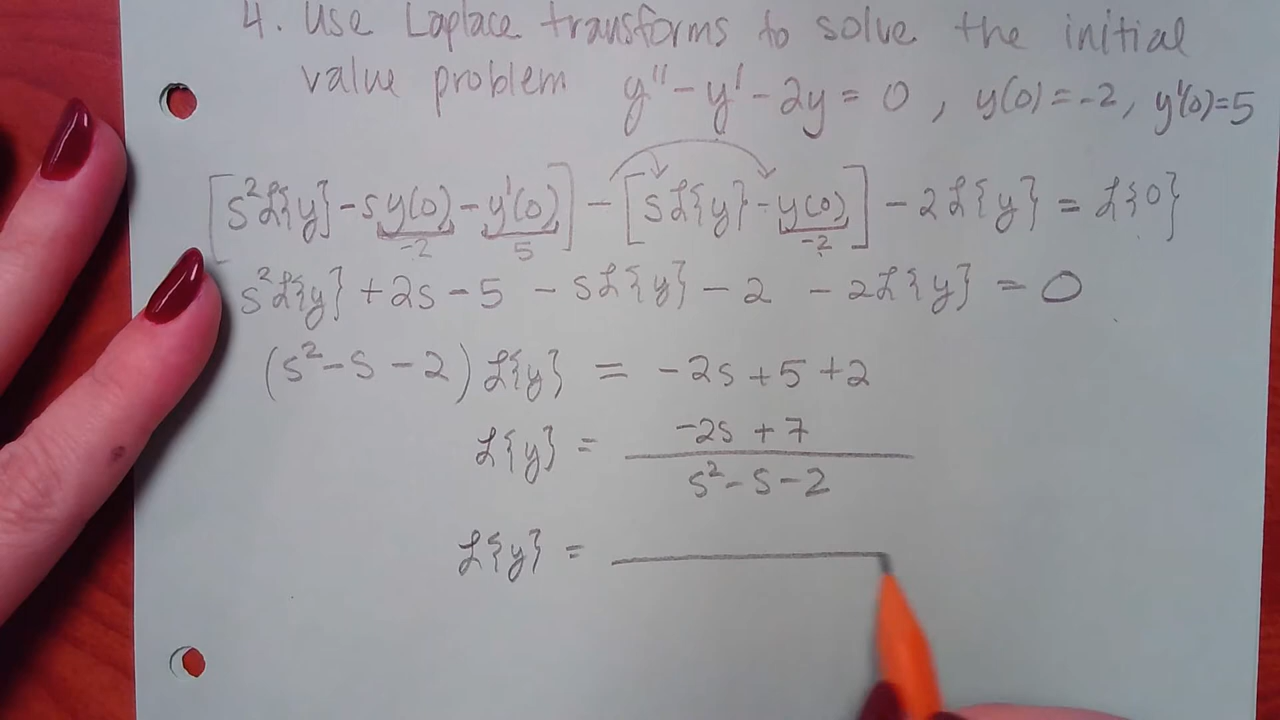 4. Use Laplace transforms to solve the initial
value problem y'' - y' - 2y = 0, y(0) = -2, y'(0) = 5
[s²ℒ{y} - sy(0) - y'(0)] - [sℒ{y} - y(0)] - 2ℒ{y} = ℒ{0}
-2 5 -2
s²ℒ{y} + 2s - 5 - sℒ{y} - 2 - 2ℒ{y} = 0
(s² - s - 2) ℒ{y} = -2s + 5 + 2
-2s + 7
ℒ{y} =
s² - s - 2
ℒ{y} =